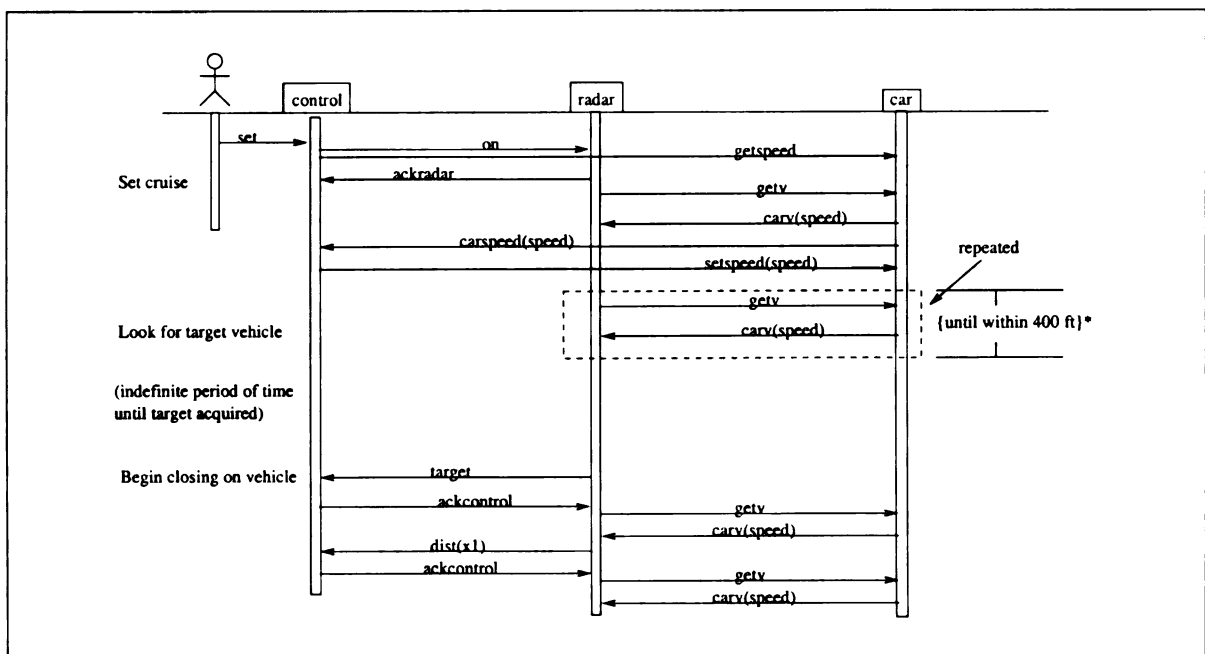 control
radar
car
set
on
getspeed
Set cruise
ackradar
getv
carv(speed)
carspeed(speed)
setspeed(speed)
repeated
getv
Look for target vehicle
carv(speed)
{until within 400 ft}*
(indefinite period of time
until target acquired)
Begin closing on vehicle
target
ackcontrol
getv
carv(speed)
dist(x1)
ackcontrol
getv
carv(speed)